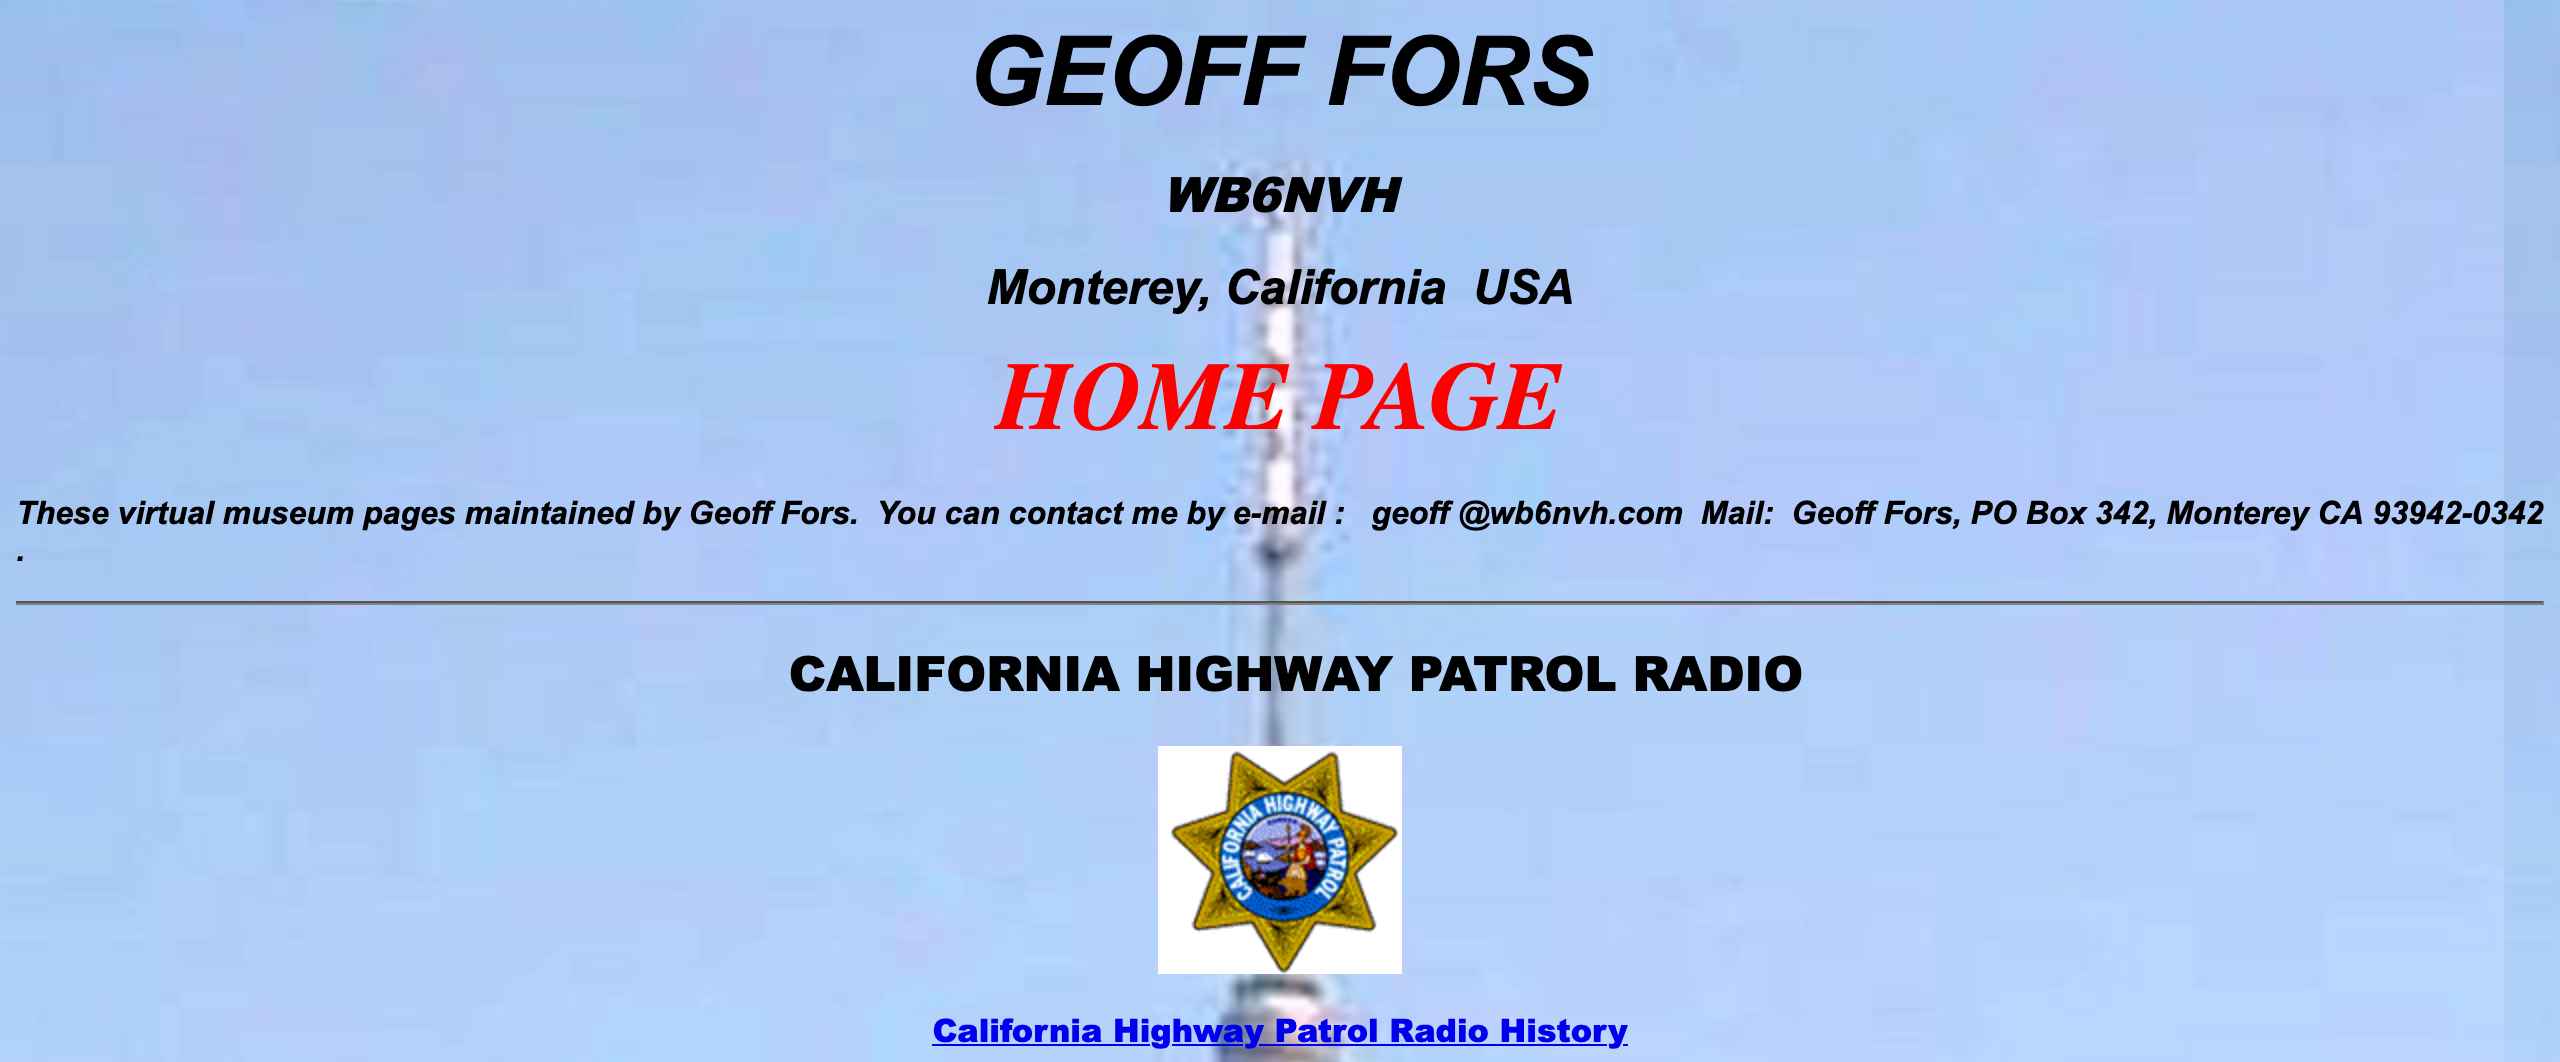 GEOFF FORS
WB6NVH
Monterey, California  USA
HOME PAGE
These virtual museum pages maintained by Geoff Fors.  You can contact me by e-mail :   geoff @wb6nvh.com  Mail:  Geoff Fors, PO Box 342, Monterey CA 93942-0342
.
CALIFORNIA HIGHWAY PATROL RADIO
CALIFORNIA HIGHWAY PATROL
California Highway Patrol Radio History